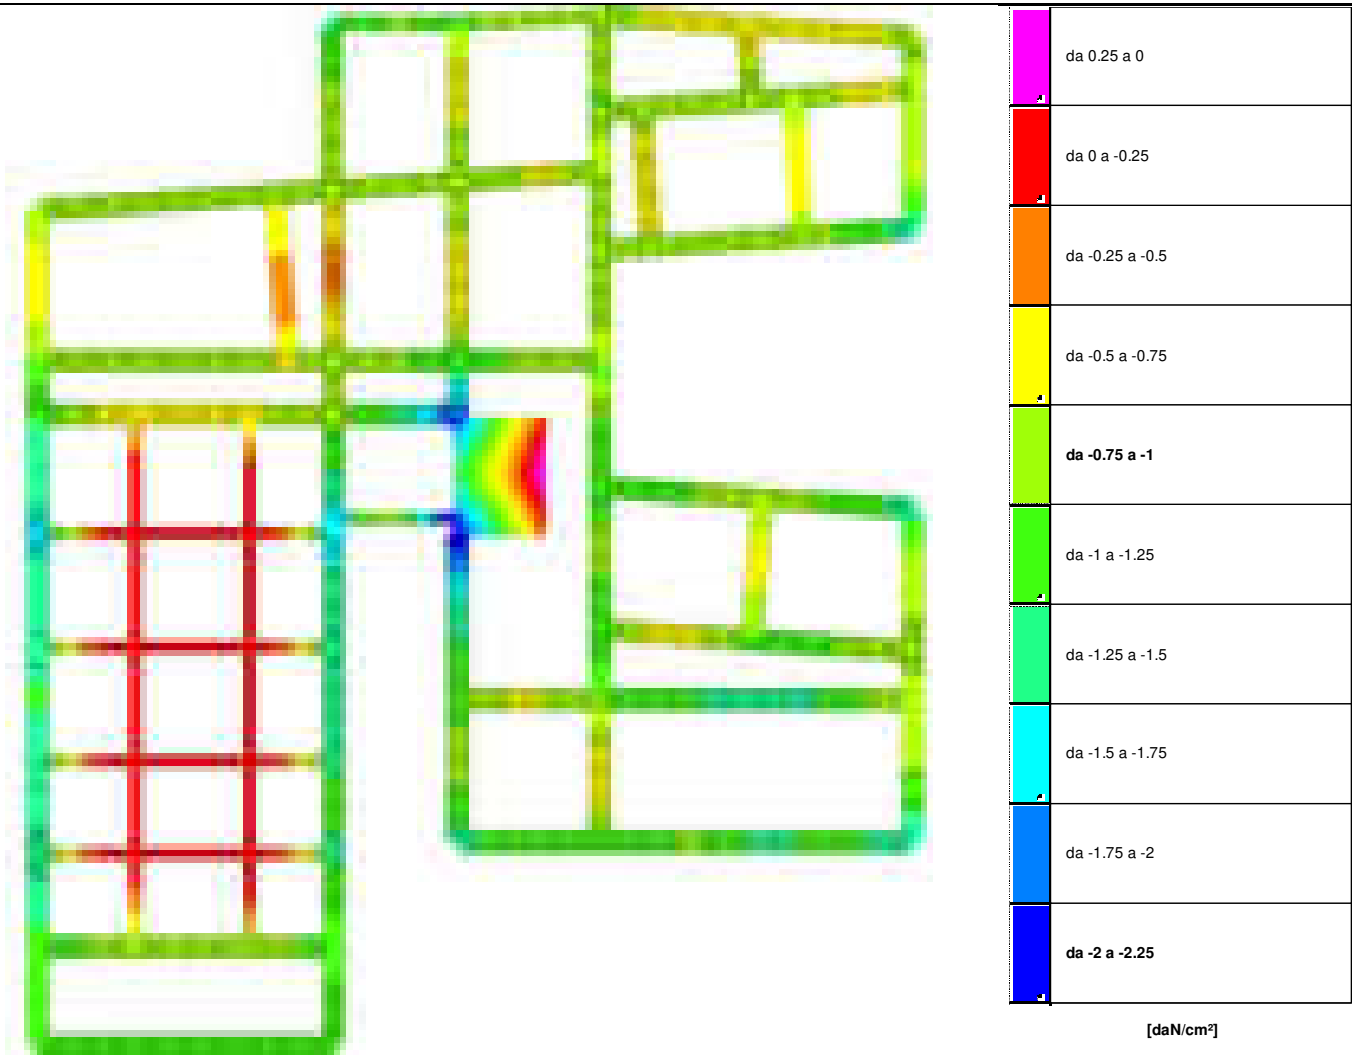 da 0.25 a 0
da 0 a -0.25
da -0.25 a -0.5
da -0.5 a -0.75
da -0.75 a -1
da -1 a -1.25
da -1.25 a -1.5
da -1.5 a -1.75
da -1.75 a -2
da -2 a -2.25
[daN/cm²]